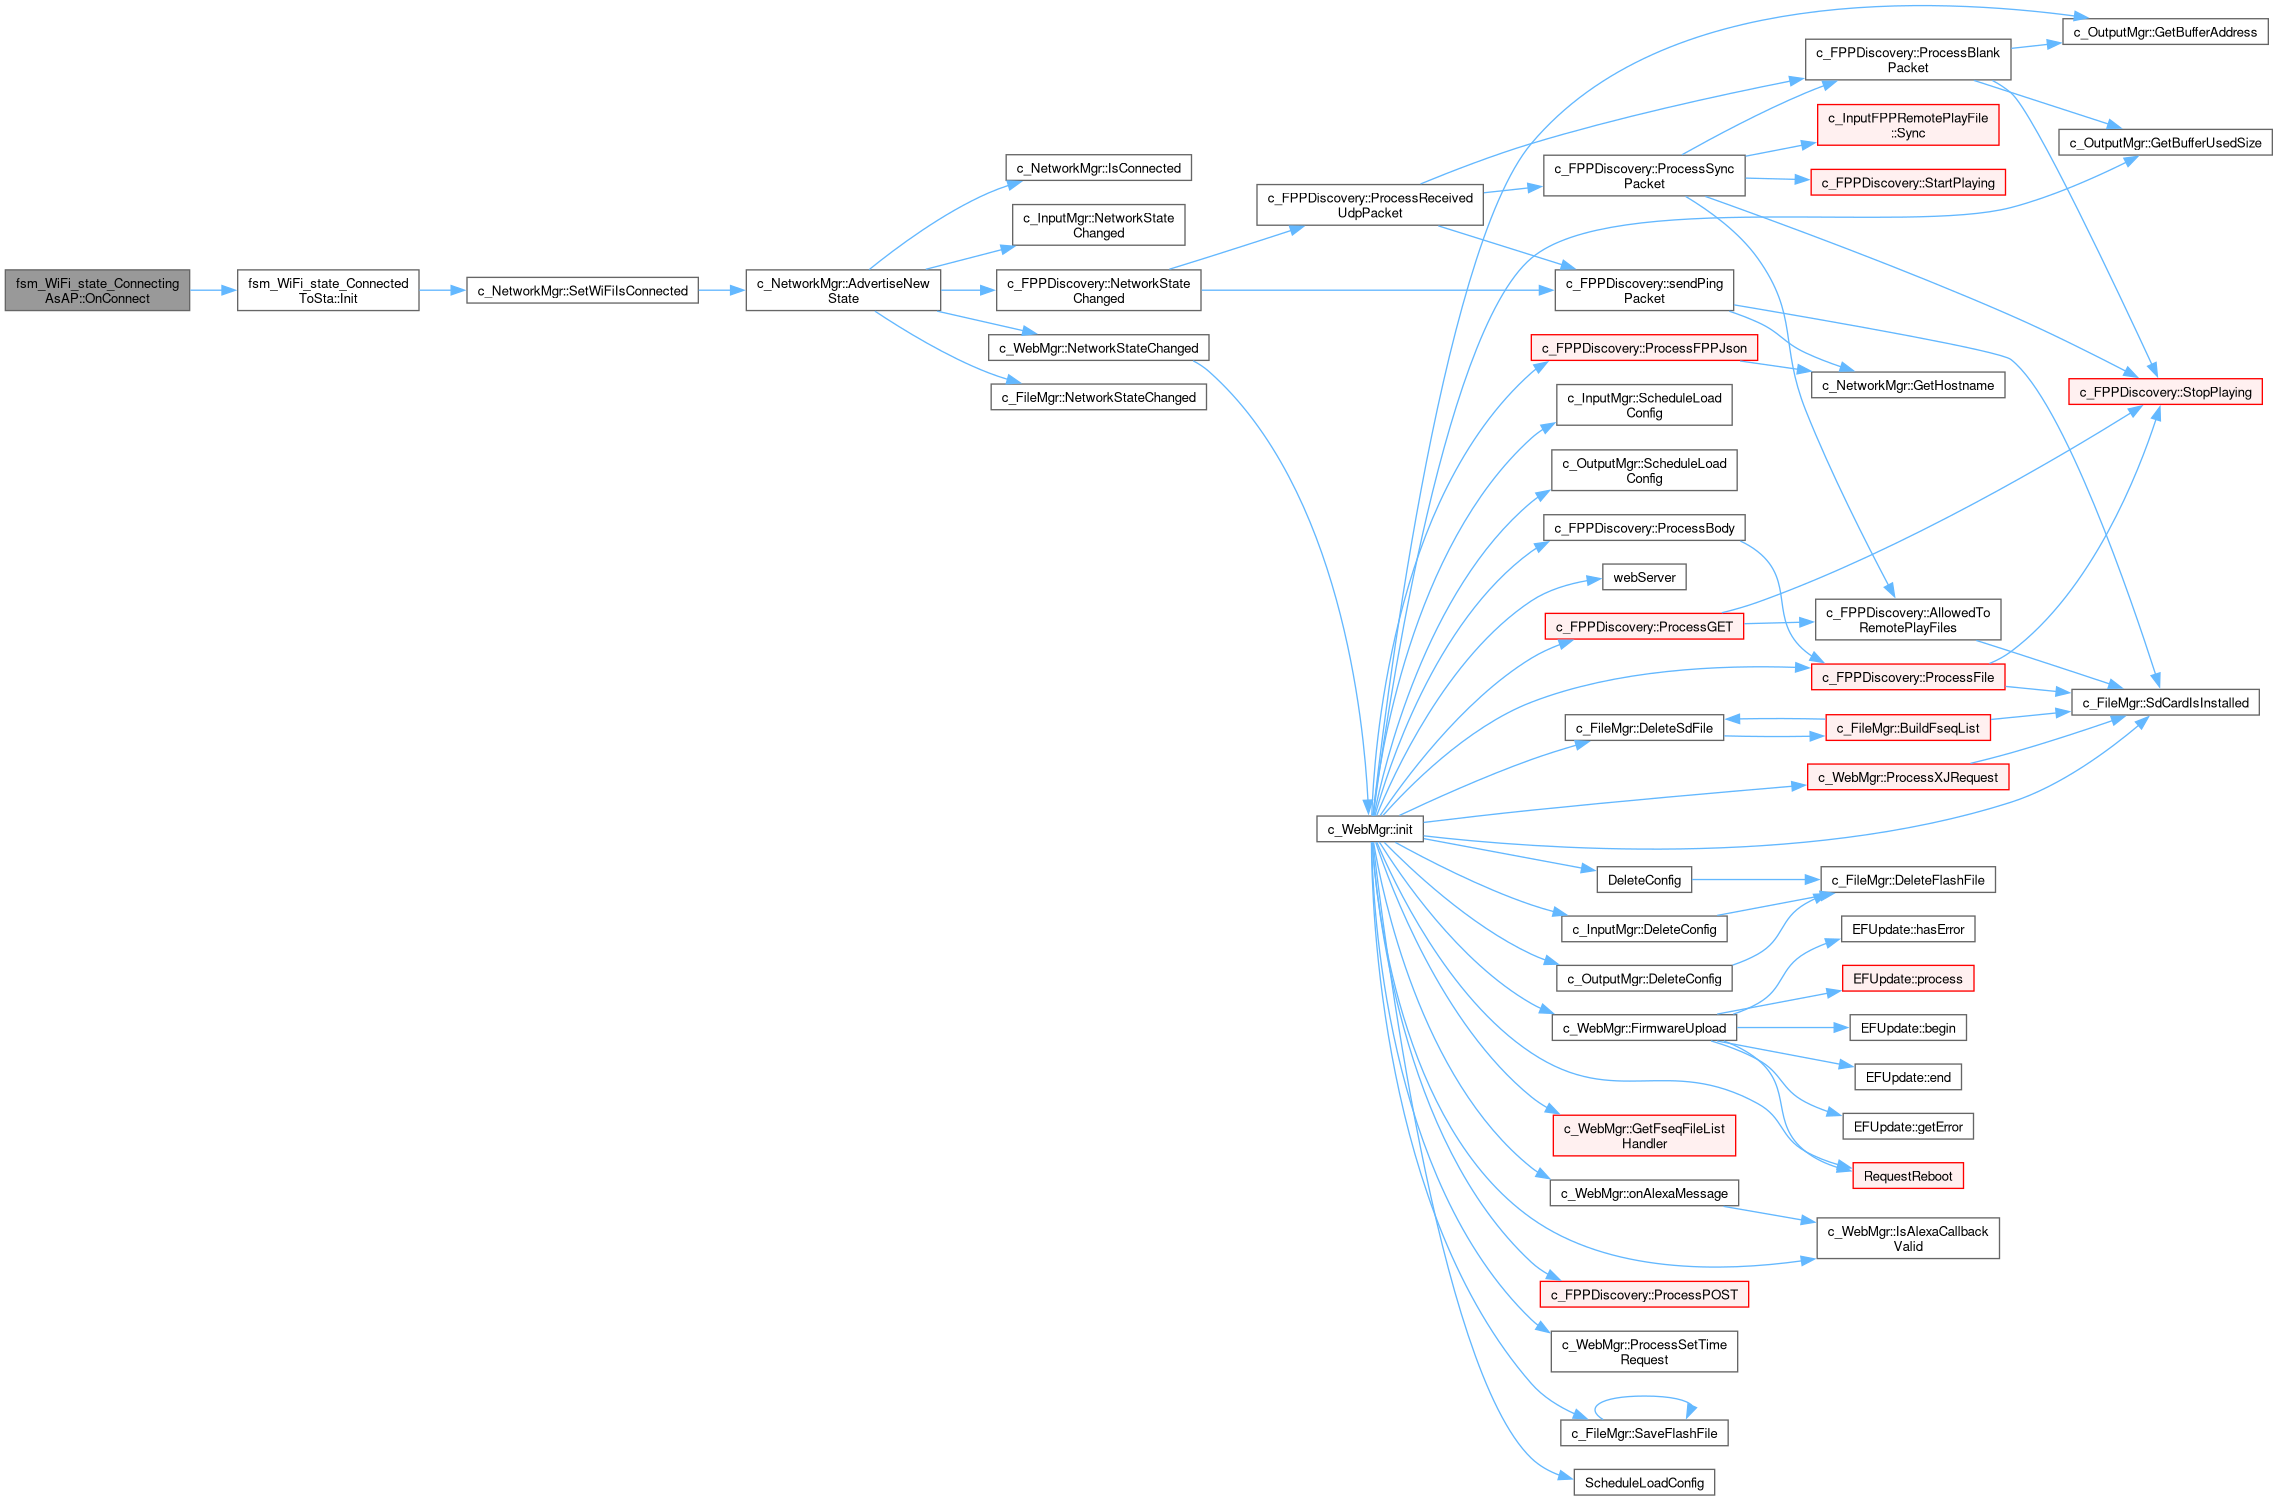 fsm_WiFi_state_Connecting
AsAP::OnConnect
fsm_WiFi_state_Connected
ToSta::Init
c_NetworkMgr::SetWiFiIsConnected
c_NetworkMgr::AdvertiseNew
State
c_NetworkMgr::IsConnected
c_InputMgr::NetworkState
Changed
c_FPPDiscovery::NetworkState
Changed
c_WebMgr::NetworkStateChanged
c_FileMgr::NetworkStateChanged
c_FPPDiscovery::ProcessReceived
UdpPacket
c_WebMgr::init
c_FPPDiscovery::ProcessSync
Packet
c_FPPDiscovery::sendPing
Packet
c_FPPDiscovery::ProcessFPPJson
c_InputMgr::ScheduleLoad
Config
c_OutputMgr::ScheduleLoad
Config
c_FPPDiscovery::ProcessBody
webServer
c_FPPDiscovery::ProcessGET
c_FileMgr::DeleteSdFile
DeleteConfig
c_InputMgr::DeleteConfig
c_OutputMgr::DeleteConfig
c_WebMgr::FirmwareUpload
c_WebMgr::GetFseqFileList
Handler
c_WebMgr::onAlexaMessage
c_FPPDiscovery::ProcessPOST
c_WebMgr::ProcessSetTime
Request
c_FileMgr::SaveFlashFile
ScheduleLoadConfig
c_FPPDiscovery::ProcessBlank
Packet
c_InputFPPRemotePlayFile
::Sync
c_FPPDiscovery::StartPlaying
c_NetworkMgr::GetHostname
c_FPPDiscovery::AllowedTo
RemotePlayFiles
c_FPPDiscovery::ProcessFile
c_FileMgr::BuildFseqList
c_WebMgr::ProcessXJRequest
c_FileMgr::DeleteFlashFile
EFUpdate::hasError
EFUpdate::process
EFUpdate::begin
EFUpdate::end
EFUpdate::getError
RequestReboot
c_WebMgr::IsAlexaCallback
Valid
c_OutputMgr::GetBufferAddress
c_OutputMgr::GetBufferUsedSize
c_FPPDiscovery::StopPlaying
c_FileMgr::SdCardIsInstalled